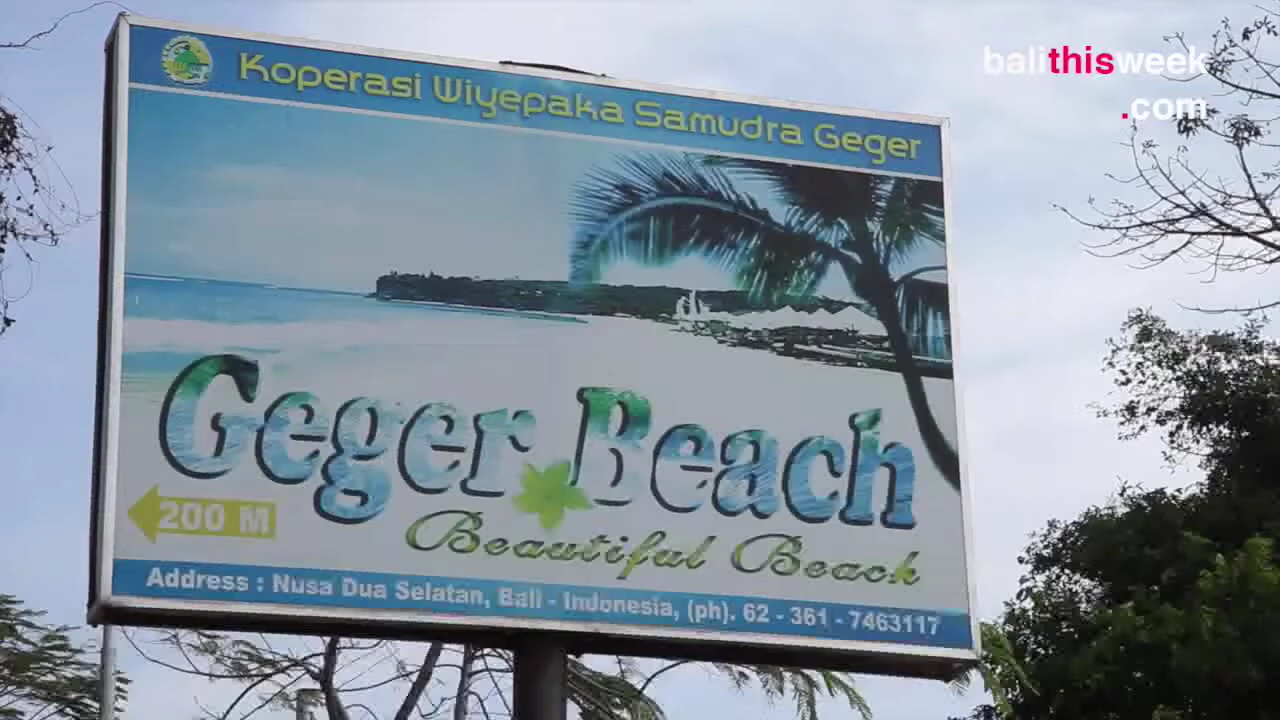 balithisweek
.com
Koperasi Wiyepaka Samudra Geger
Geger Beach
200 M
Beautiful Beach
Address : Nusa Dua Selatan, Bali - Indonesia, (ph). 62 - 361 - 7463117